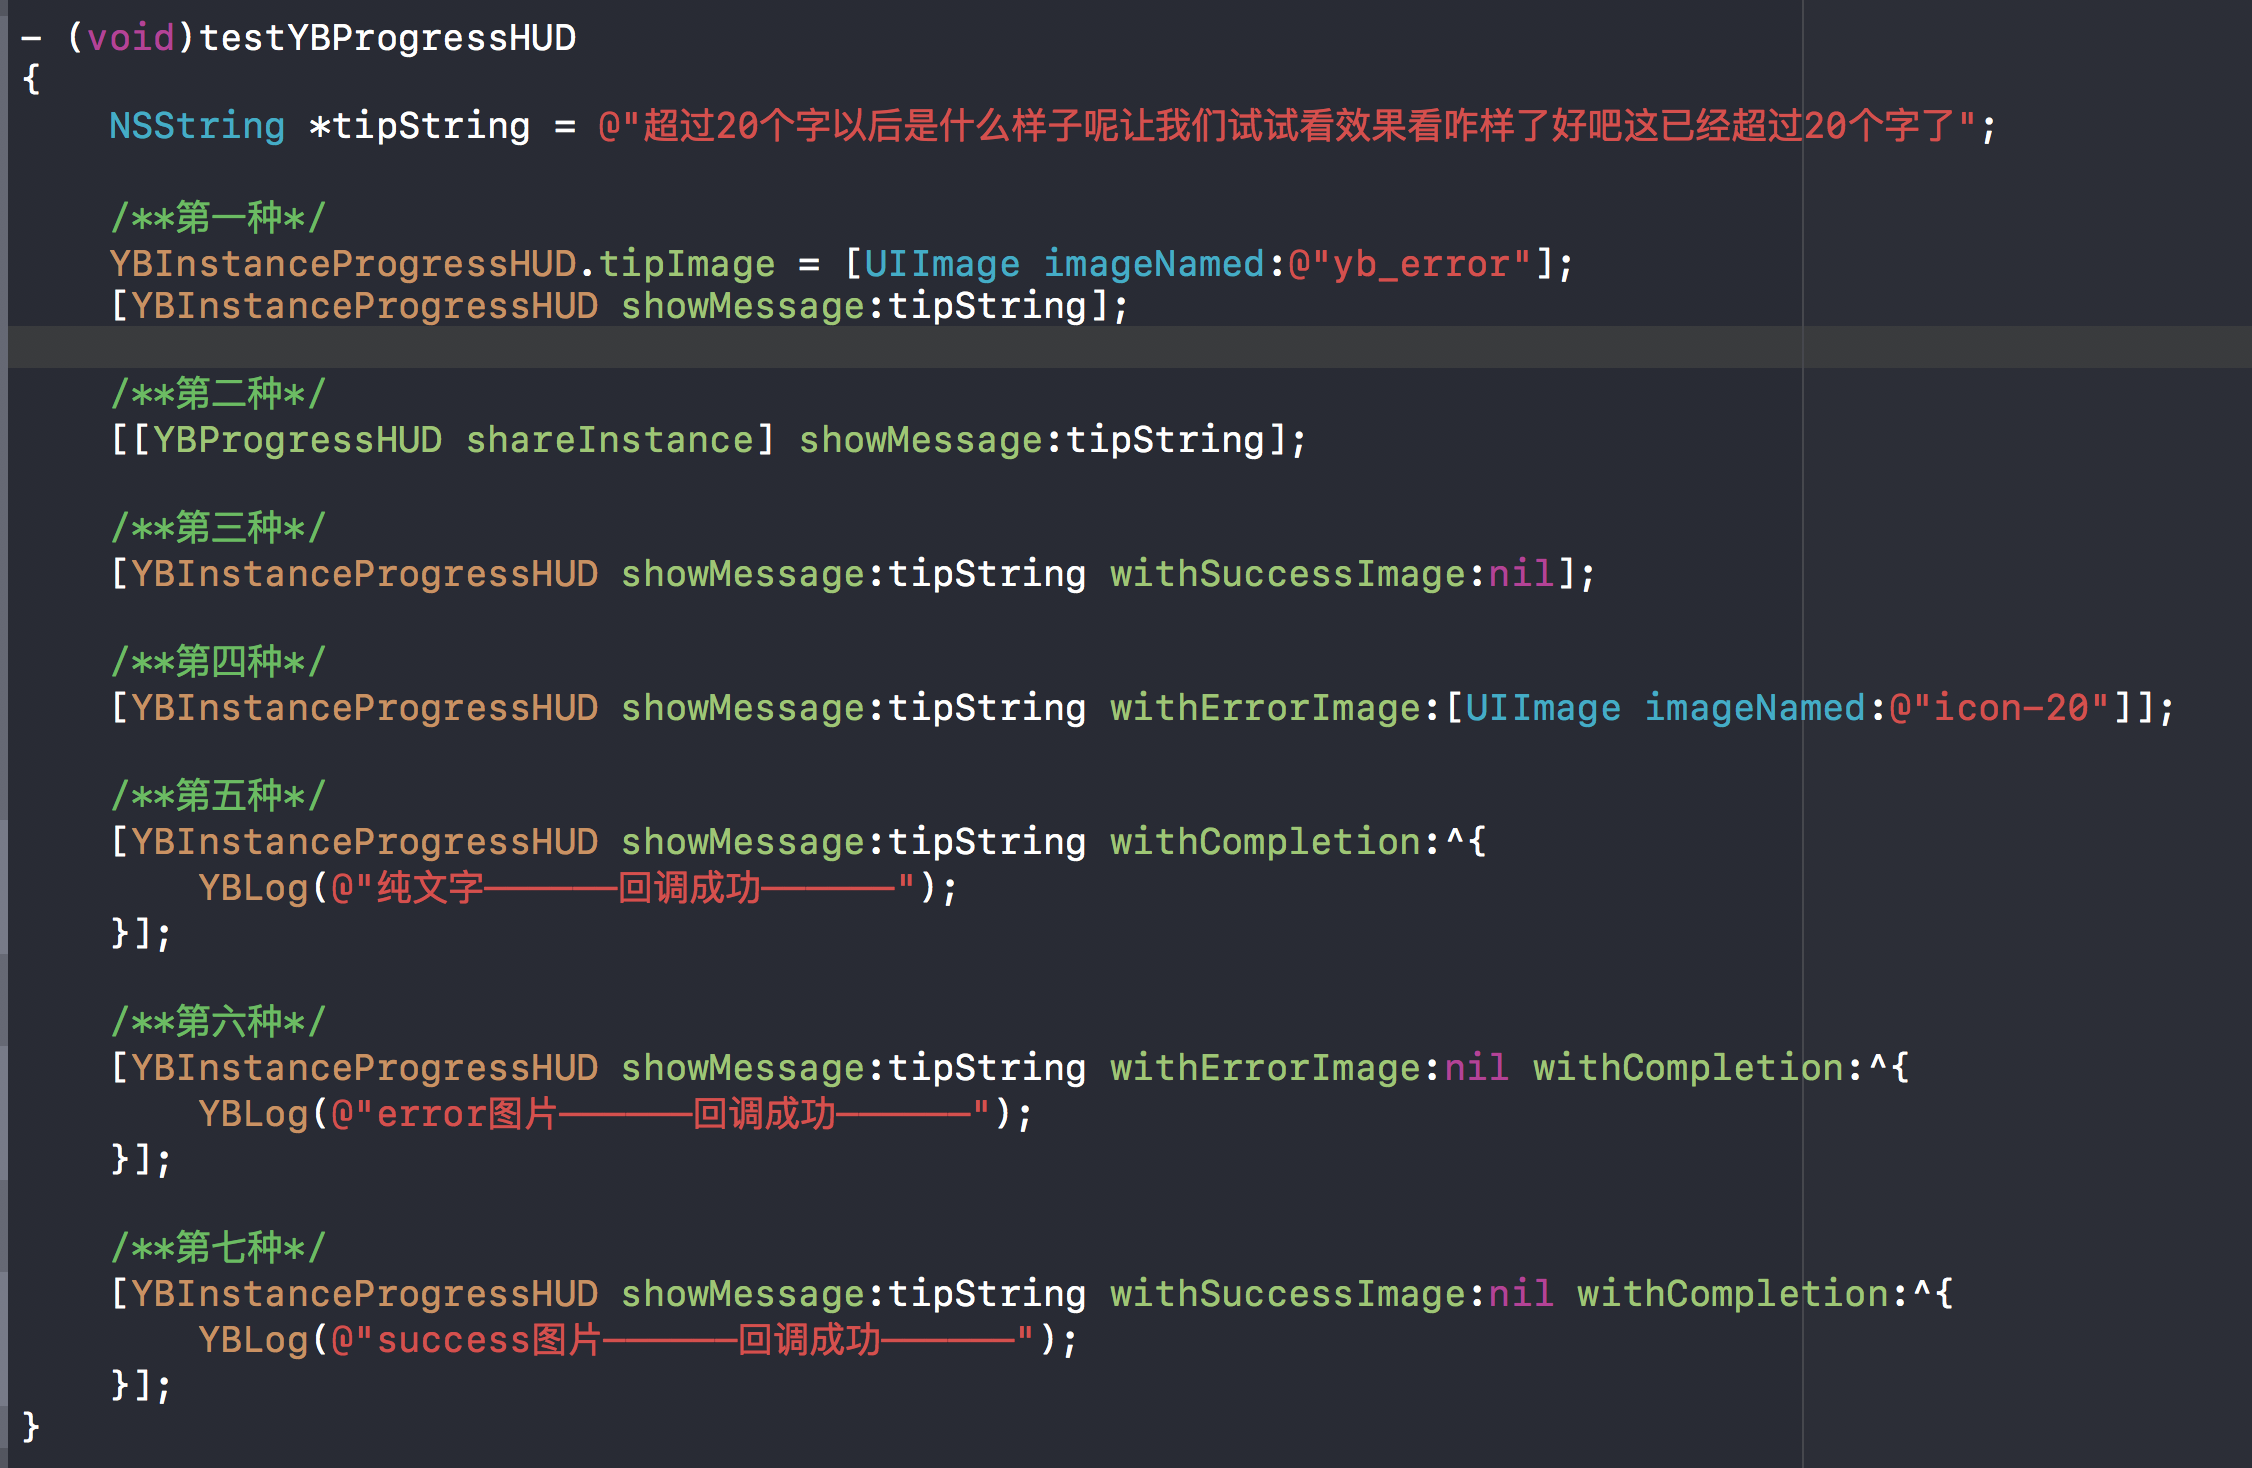 - (void)testYBProgressHUD
{
    NSString *tipString = @"超过20个字以后是什么样子呢让我们试试看效果看咋样了好吧这已经超过20个字了";

    /**第一种*/
    YBInstanceProgressHUD.tipImage = [UIImage imageNamed:@"yb_error"];
    [YBInstanceProgressHUD showMessage:tipString];

    /**第二种*/
    [[YBProgressHUD shareInstance] showMessage:tipString];

    /**第三种*/
    [YBInstanceProgressHUD showMessage:tipString withSuccessImage:nil];

    /**第四种*/
    [YBInstanceProgressHUD showMessage:tipString withErrorImage:[UIImage imageNamed:@"icon-20"]];

    /**第五种*/
    [YBInstanceProgressHUD showMessage:tipString withCompletion:^{
        YBLog(@"纯文字------回调成功------");
    }];

    /**第六种*/
    [YBInstanceProgressHUD showMessage:tipString withErrorImage:nil withCompletion:^{
        YBLog(@"error图片------回调成功------");
    }];

    /**第七种*/
    [YBInstanceProgressHUD showMessage:tipString withSuccessImage:nil withCompletion:^{
        YBLog(@"success图片------回调成功------");
    }];
}